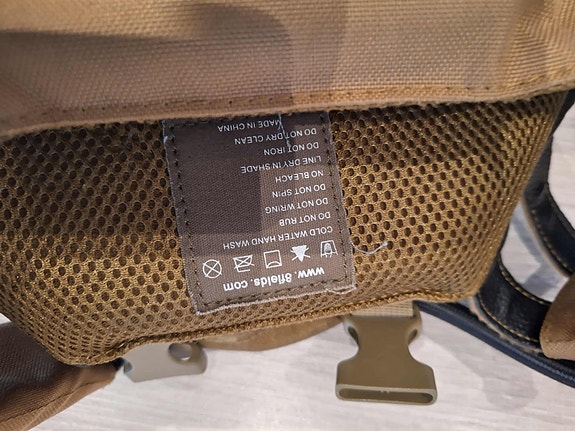 www.8fields.com
COLD WATER HAND WASH
DO NOT RUB
DO NOT WRING
DO NOT SPIN
NO BLEACH
LINE DRY IN SHADE
DO NOT IRON
DO NOT DRY CLEAN
MADE IN CHINA